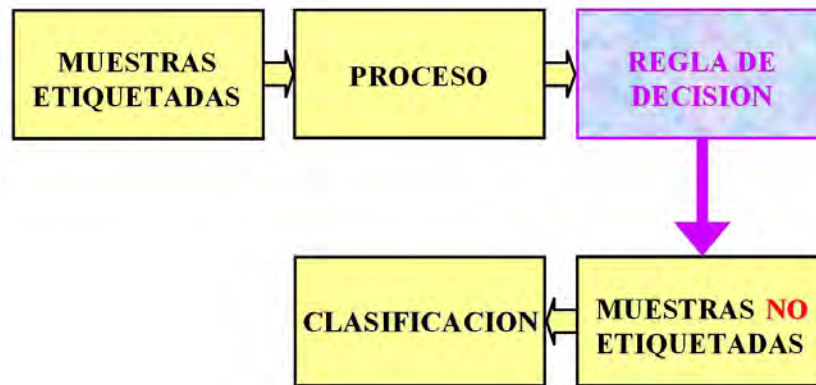 MUESTRAS
ETIQUETADAS
PROCESO
REGLA DE
DECISION
CLASIFICACION
MUESTRAS NO
ETIQUETADAS